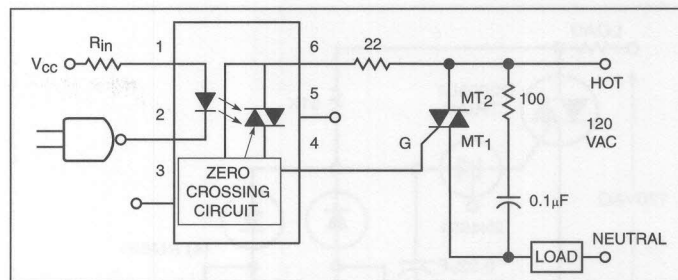 Vcc
Rin
1
2
3
6
5
4
22
ZERO
CROSSING
CIRCUIT
G
MT2
MT1
100
0.1µF
HOT
120
VAC
LOAD
NEUTRAL